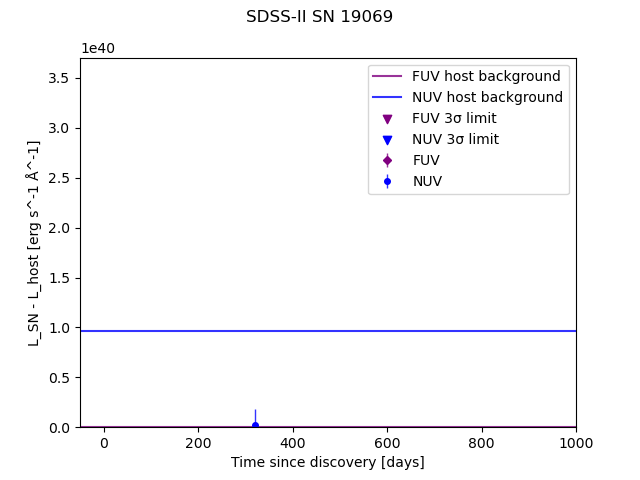 SDSS-II SN 19069
1e40
3.5
3.0
2.5
2.0
1.5
1.0
0.5
0.0
L_SN - L_host [erg s^-1 Å^-1]
FUV host background
NUV host background
FUV 3σ limit
NUV 3σ limit
FUV
NUV
0 200 400 600 800 1000
Time since discovery [days]